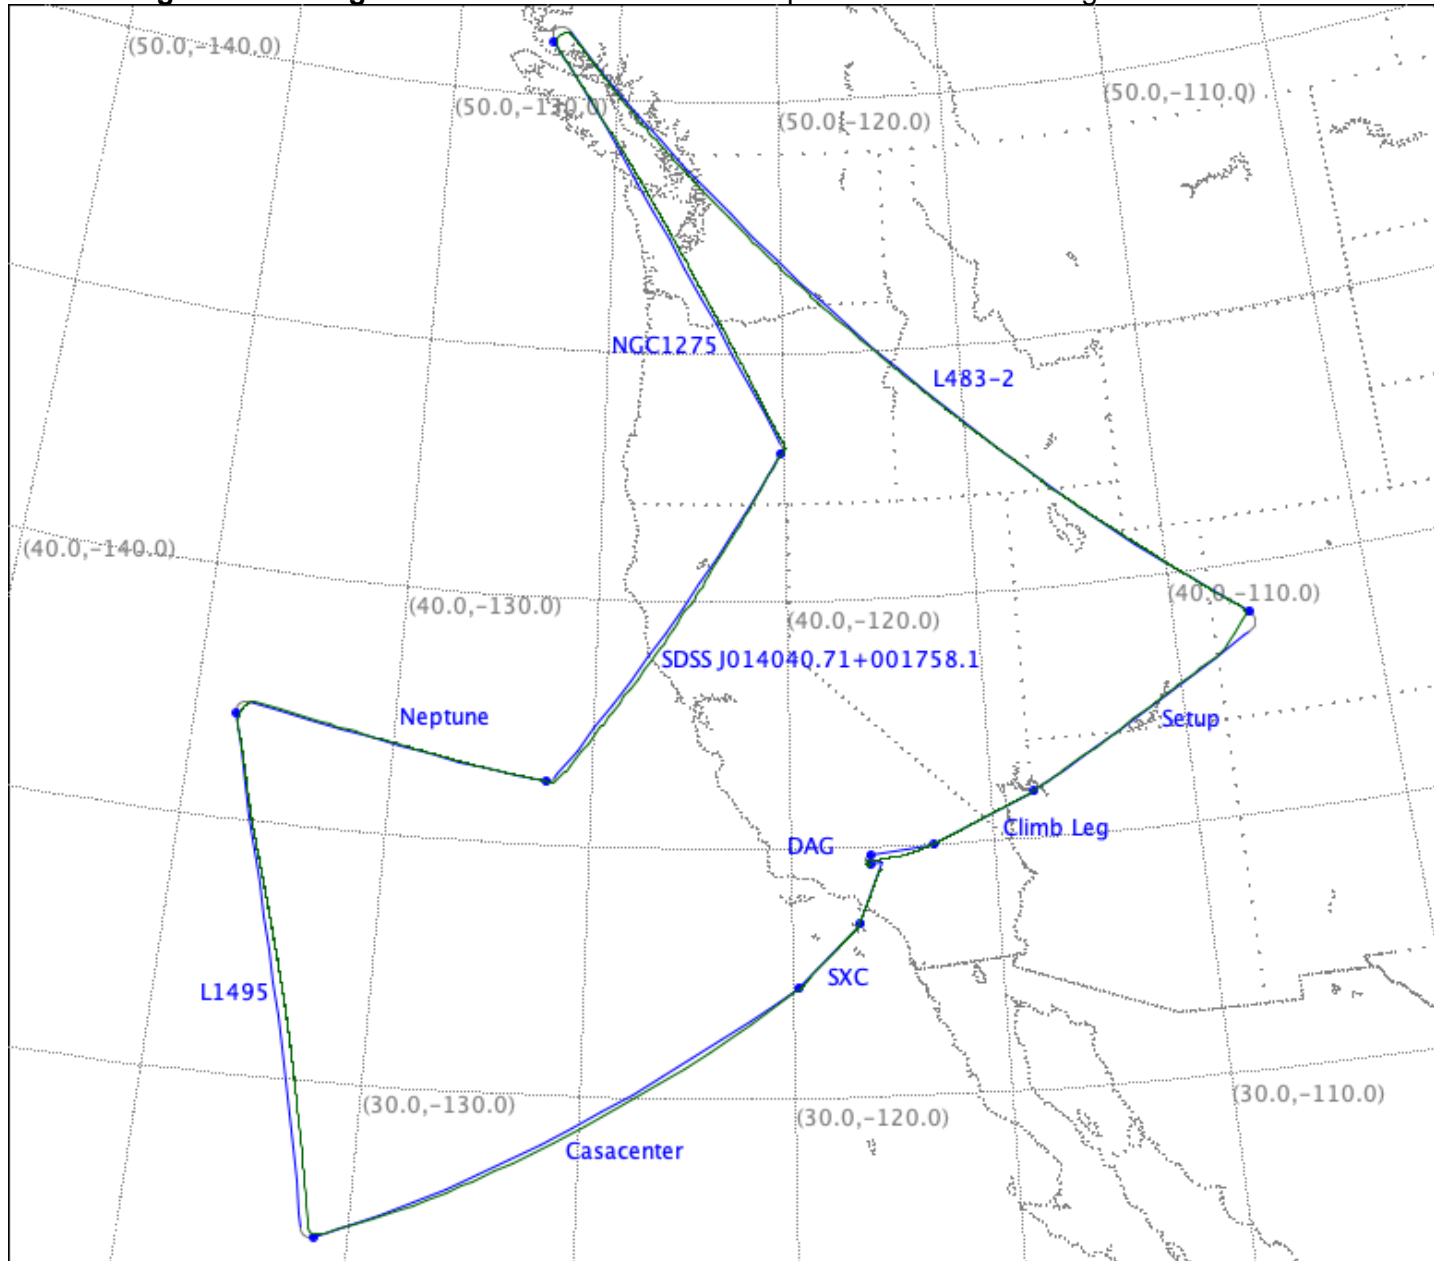 (50.0,-140.0)
(50.0,-130.0)
(50.0,-120.0)
(50.0,-110.0)
NGC1275
L483-2
(40.0,-140.0)
(40.0,-130.0)
(40.0,-120.0)
(40.0,-110.0)
SDSS J014040.71+001758.1
Neptune
Setup
DAG
Climb Leg
SXC
L1495
(30.0,-130.0)
(30.0,-120.0)
(30.0,-110.0)
Casacenter